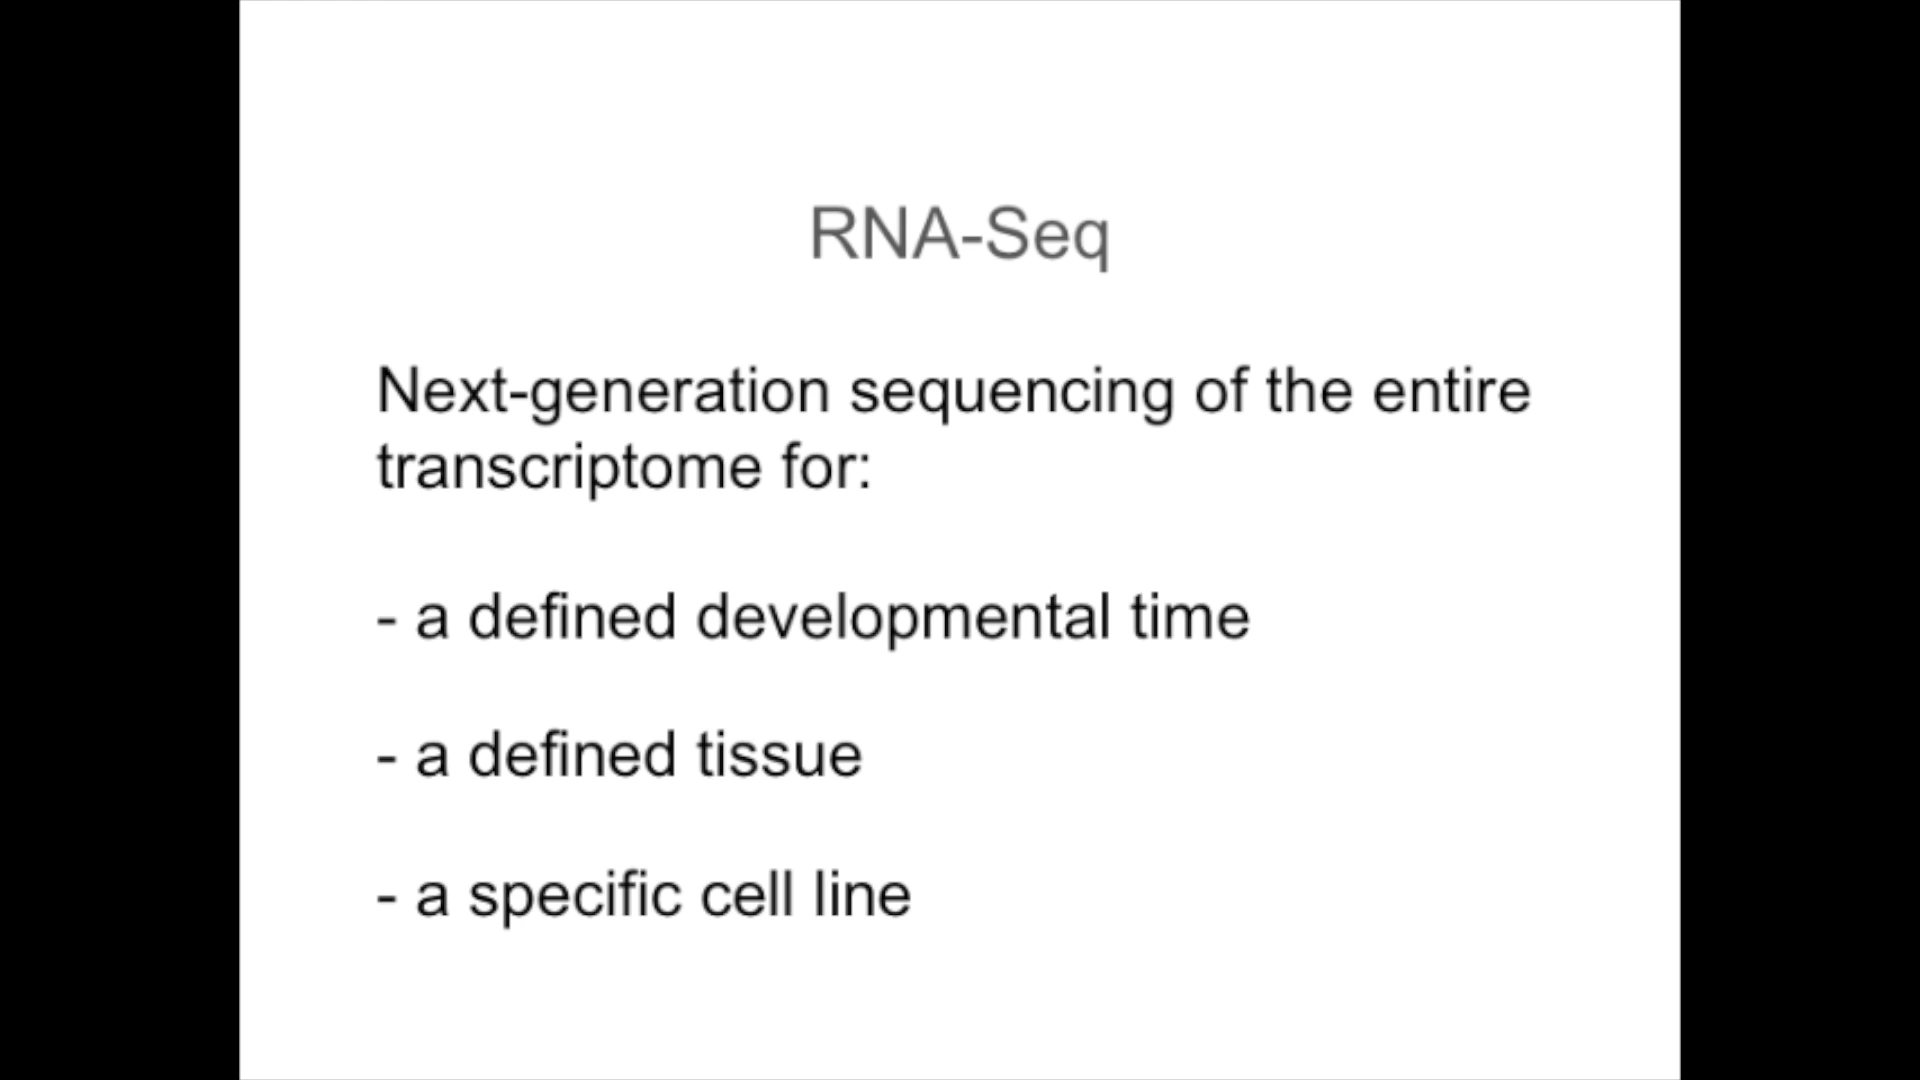 RNA-Seq
Next-generation sequencing of the entire
transcriptome for:
- a defined developmental time
- a defined tissue
- a specific cell line